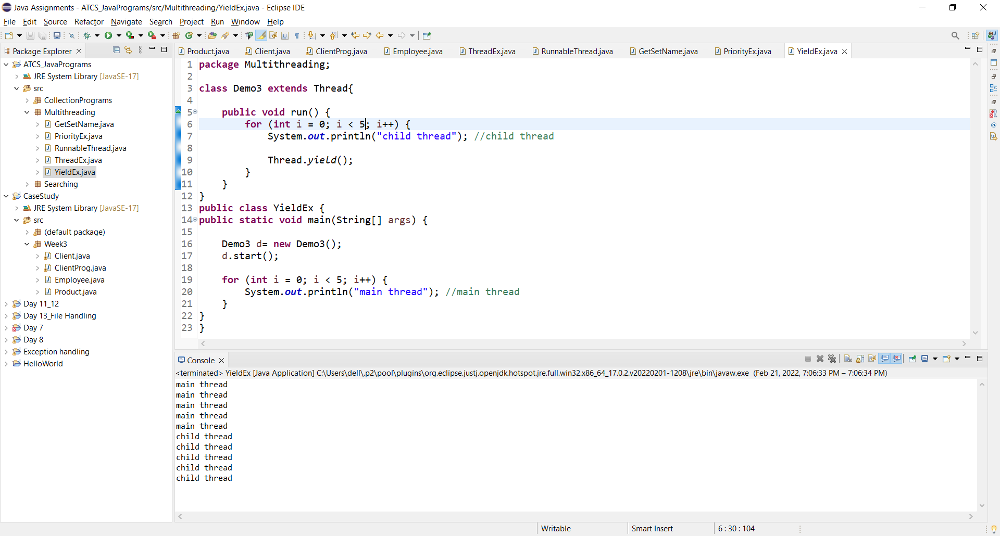 Java Assignments - ATCS_JavaPrograms/src/Multithreading/YieldEx.java - Eclipse IDE
File Edit Source Refactor Navigate Search Project Run Window Help
Package Explorer
ATCS_JavaPrograms
JRE System Library [JavaSE-17]
src
CollectionPrograms
Multithreading
GetSetName.java
PriorityEx.java
RunnableThread.java
ThreadEx.java
YieldEx.java
Searching
CaseStudy
JRE System Library [JavaSE-17]
src
(default package)
Week3
Client.java
ClientProg.java
Employee.java
Product.java
Day 11_12
Day 13_File Handling
Day 7
Day 8
Exception handling
HelloWorld
Product.java Client.java ClientProg.java Employee.java ThreadEx.java RunnableThread.java GetSetName.java PriorityEx.java YieldEx.java
1 package Multithreading;
2
3 class Demo3 extends Thread{
4
5 public void run() {
6 for (int i = 0; i < 5; i++) {
7 System.out.println("child thread"); //child thread
8
9 Thread.yield();
10 }
11 }
12 }
13 public class YieldEx {
14 public static void main(String[] args) {
15
16 Demo3 d= new Demo3();
17 d.start();
18
19 for (int i = 0; i < 5; i++) {
20 System.out.println("main thread"); //main thread
21 }
22 }
23 }
Console
<terminated> YieldEx [Java Application] C:\Users\dell\.p2\pool\plugins\org.eclipse.justj.openjdk.hotspot.jre.full.win32.x86_64_17.0.2.v20220201-1208\jre\bin\javaw.exe (Feb 21, 2022, 7:06:33 PM – 7:06:34 PM)
main thread
main thread
main thread
main thread
main thread
child thread
child thread
child thread
child thread
child thread
Writable Smart Insert 6 : 30 : 104